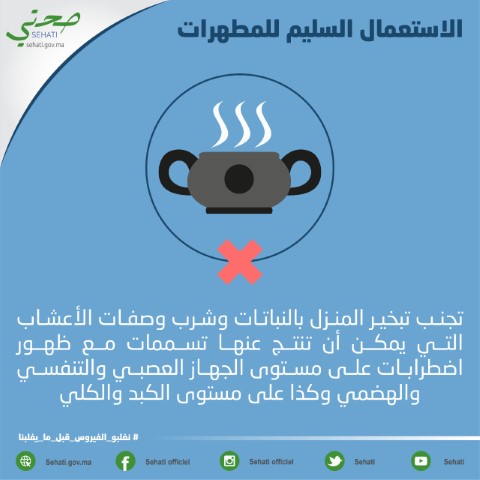 صحتي
SEHATI
sehati.gov.ma
الاستعمال السليم للمطهرات
تجنب تبخير المنزل بالنباتات وشرب وصفات الأعشاب
التي يمكن أن تنتج عنها تسممات مع ظهور
اضطرابات على مستوى الجهاز العصبي والتنفسي
والهضمي وكذا على مستوى الكبد والكلي
# نغلبو_الفيروس_قبل_ما_يغلبنا
Sehati.gov.ma Sehati officiel Sehati officiel Sehati Sehati